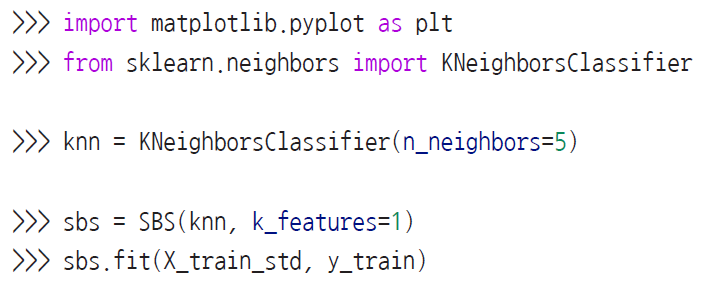 >>> import matplotlib.pyplot as plt
>>> from sklearn.neighbors import KNeighborsClassifier
>>> knn = KNeighborsClassifier(n_neighbors=5)
>>> sbs = SBS(knn, k_features=1)
>>> sbs.fit(X_train_std, y_train)